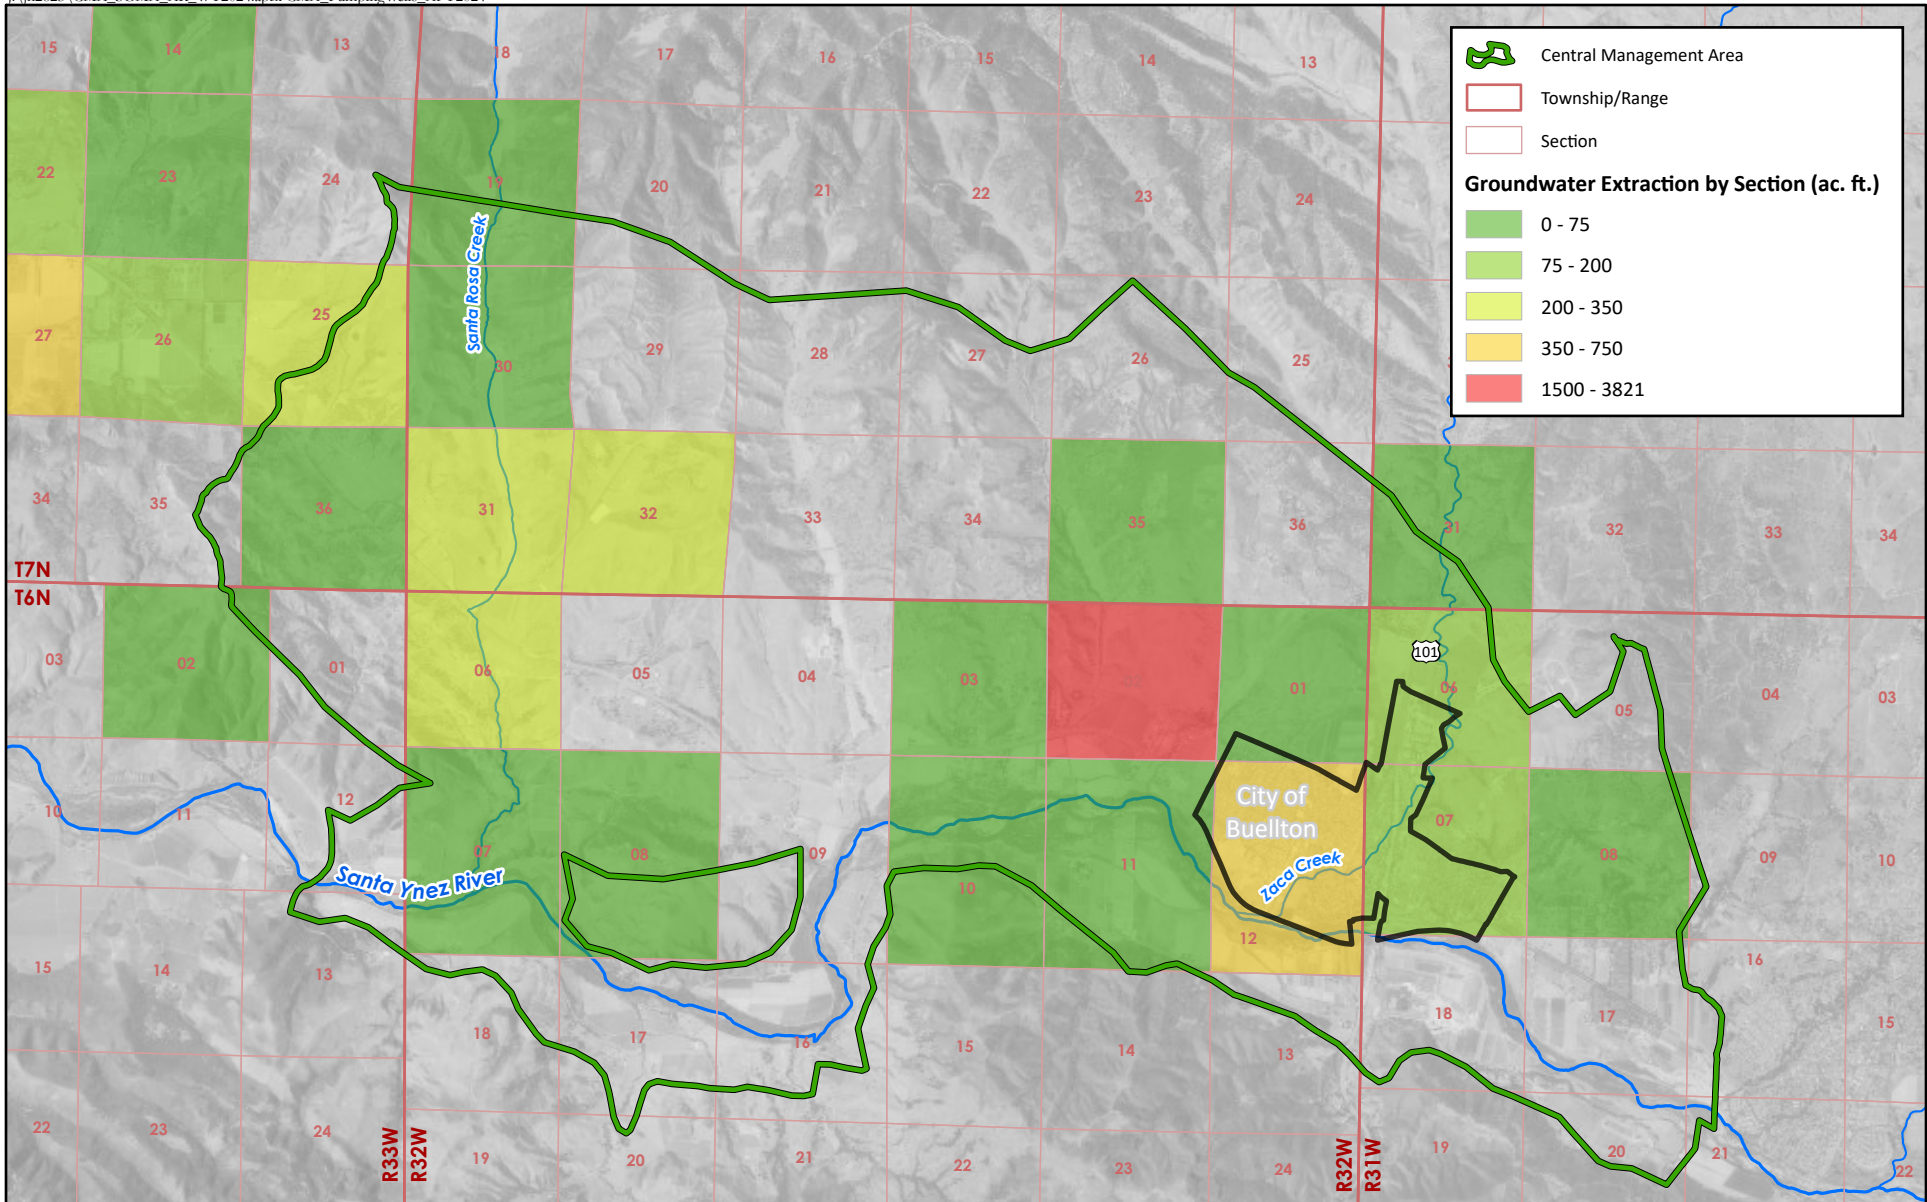 15 14 13 18 17 16 15 14 13
Central Management Area
Township/Range
Section
Groundwater Extraction by Section (ac. ft.)
0 - 75
75 - 200
200 - 350
350 - 750
1500 - 3821
22 23 24 19 20 21 22 23 24
Santa Rosa Creek
27 26 25 30 29 28 27 26 25
34 35 36 31 32 33 34 35 36 31 32 33 34
T7N
T6N
03 02 01 06 05 04 03 01 06 05 04 03
101
City of
Buellton
Zaca Creek
10 11 12 07 08 09 10 11 12 07 08 09 10
Santa Ynez River
15 14 13 18 17 16 15 14 13 18 17 16 15
22 23 24 19 20 21 22 23 24 19 20 21 22
R33W
R32W
R32W
R31W